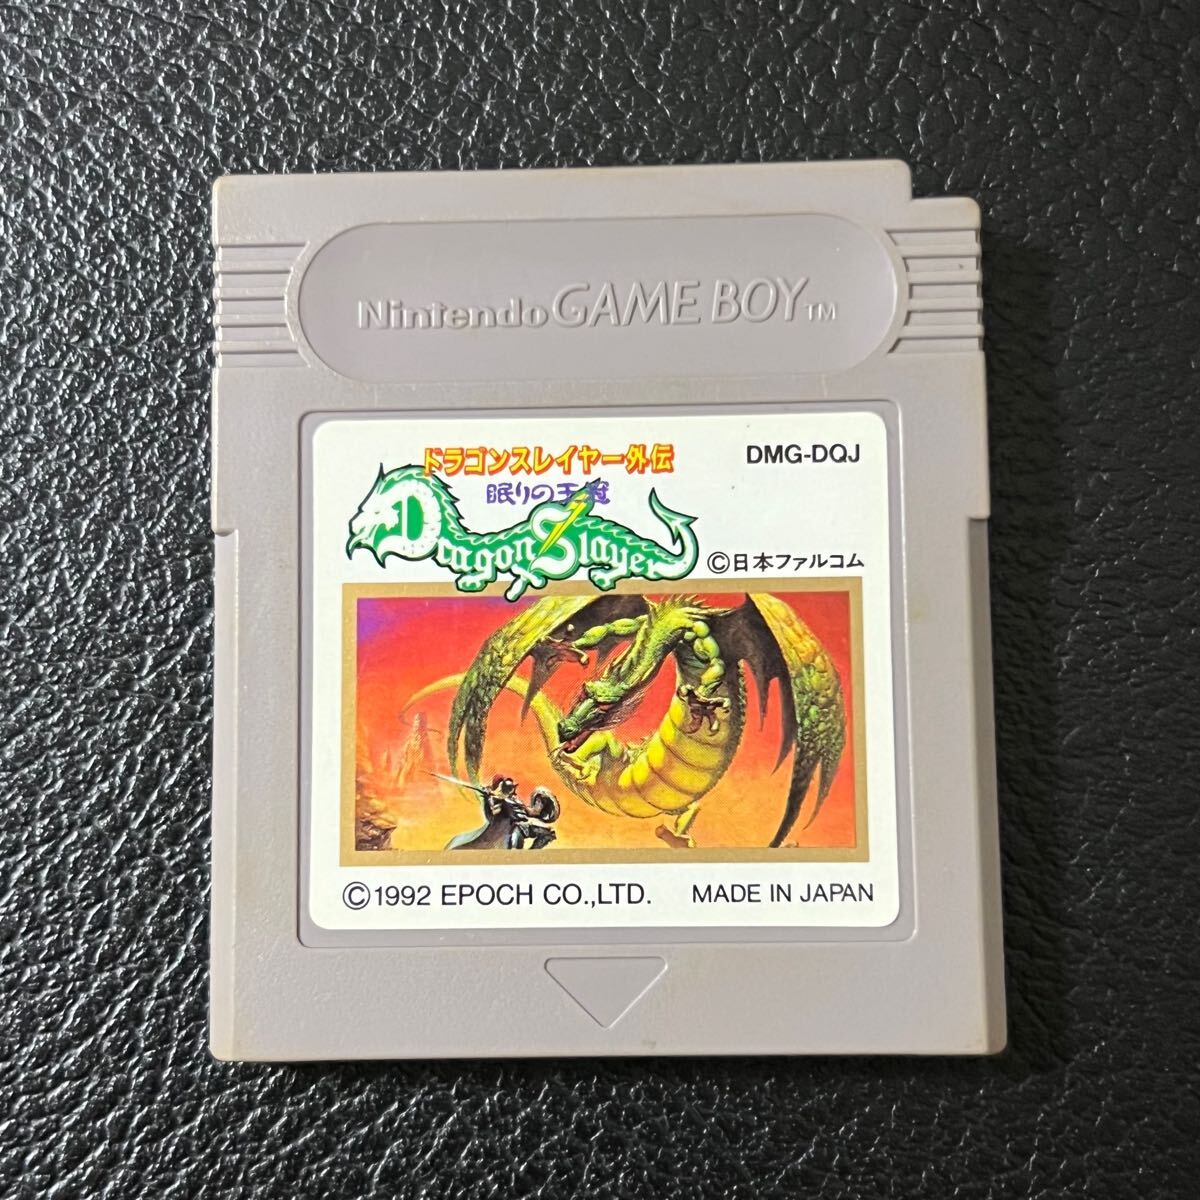 Nintendo GAME BOY™
ドラゴンスレイヤー外伝
眠りの王冠
DMG-DQJ
Dragon Slayer
©日本ファルコム
©1992 EPOCH CO.,LTD.
MADE IN JAPAN